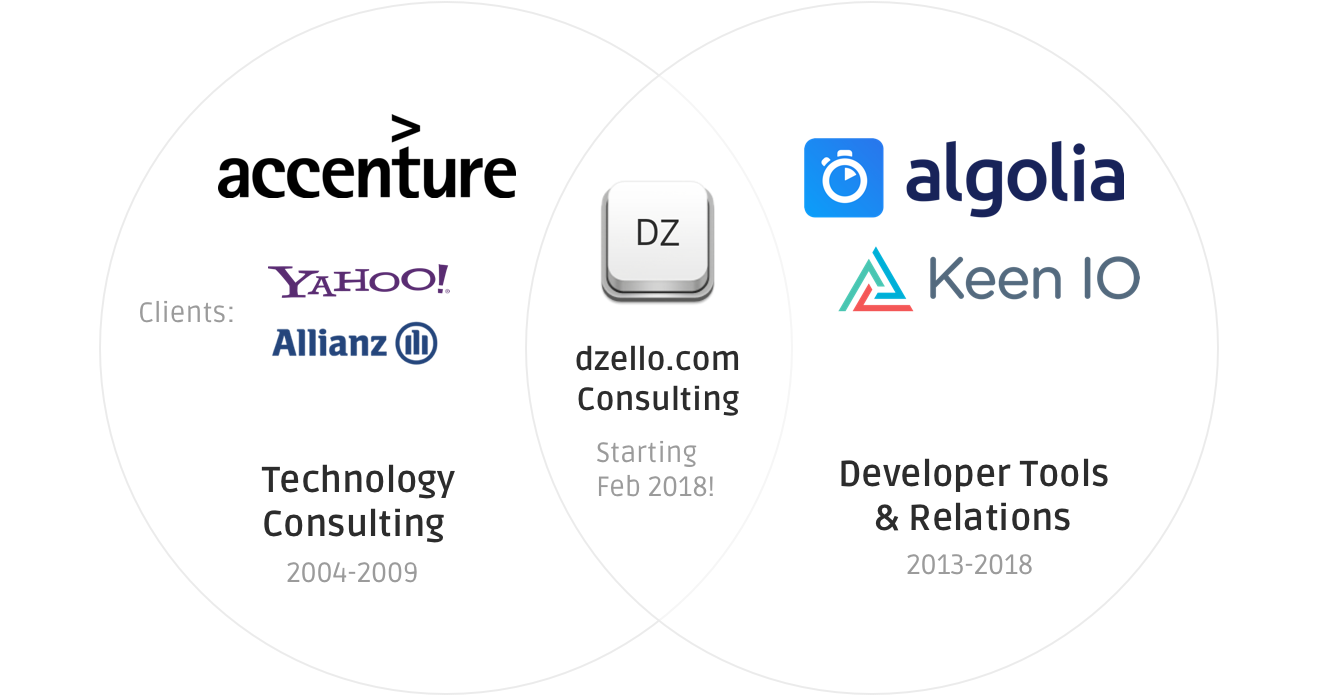 accenture
Clients:
YAHOO!
Allianz
Technology
Consulting
2004-2009
DZ
dzello.com
Consulting
Starting
Feb 2018!
algolia
Keen IO
Developer Tools
& Relations
2013-2018